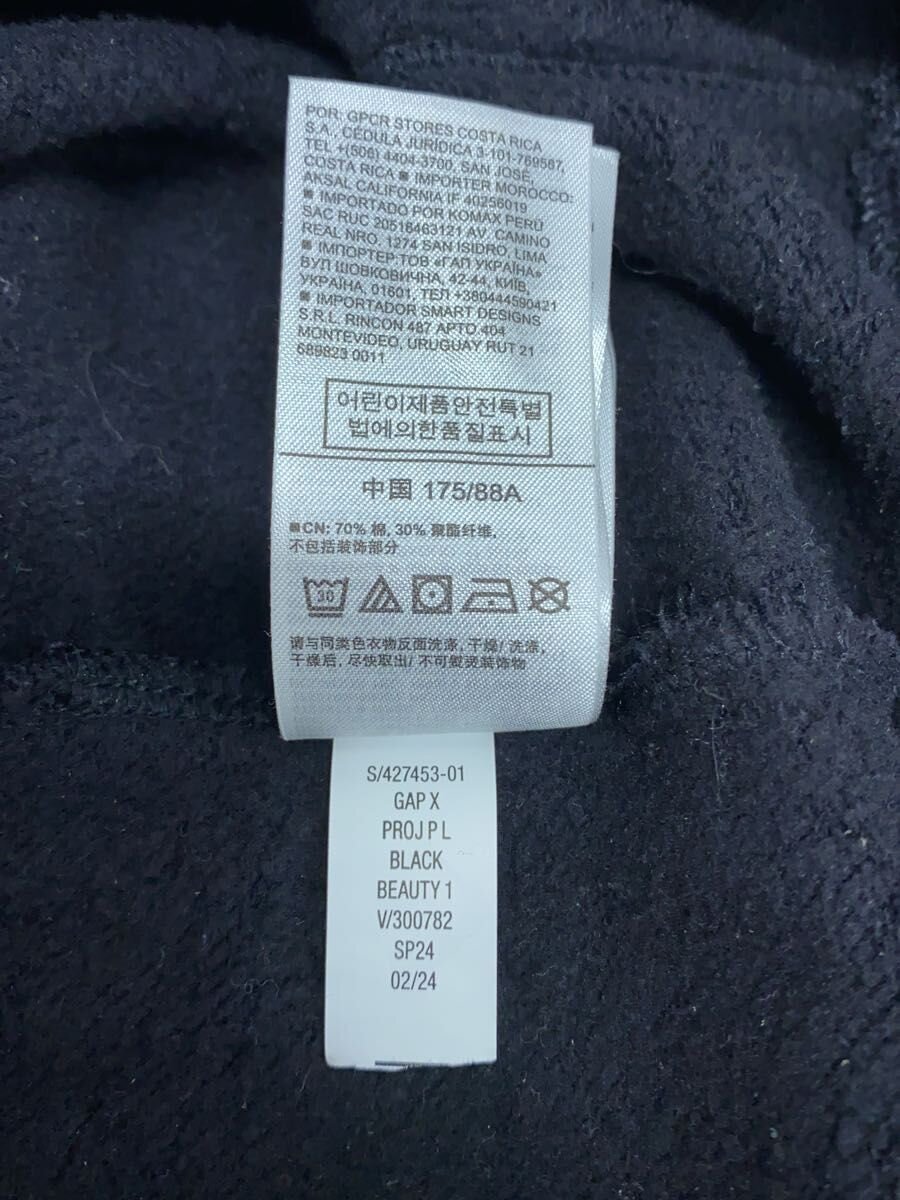 POR: GPCR STORES COSTA RICA
S.A., CÉDULA JURÍDICA 3-101-769587,
TEL +(506) 4404-3700, SAN JOSÉ,
COSTA RICA ■ IMPORTER MOROCCO:
AKSAL CALIFORNIA IF 40256019
■ IMPORTADO POR KOMAX PERÚ
SAC RUC 20516463121 AV. CAMINO
REAL NRO. 1274 SAN ISIDRO, LIMA
■ ІМПОРТЕР ТОВ «ГАП УКРАЇНА»
ВУЛ ШОВКОВИЧНА, 42-44, КИЇВ,
УКРАЇНА, 01601, ТЕЛ +380444590421
■ IMPORTADOR SMART DESIGNS
S.R.L. RINCON 487 APTO.404
MONTEVIDEO, URUGUAY RUT 21
689823 0011
어린이제품안전특별
법에의한품질표시
中国 175/88A
■CN: 70% 棉, 30% 聚酯纤维,
不包括装饰部分
30
请与同类色衣物反面洗涤, 干燥/ 洗涤,
干燥后, 尽快取出/ 不可熨烫装饰物
S/427453-01
GAP X
PROJ P L
BLACK
BEAUTY 1
V/300782
SP24
02/24